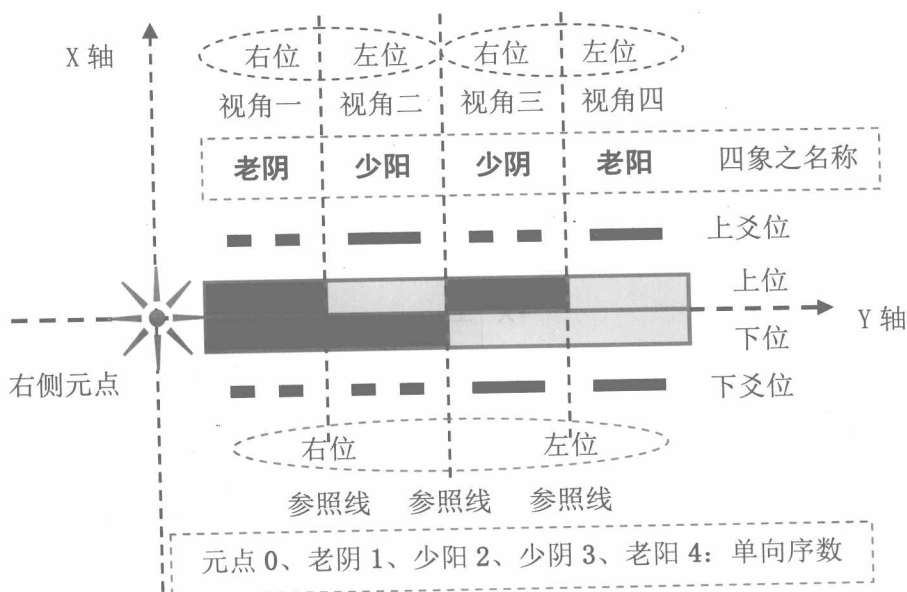 X 轴
右位 左位 右位 左位
视角一 视角二 视角三 视角四
老阴 少阳 少阴 老阳 四象之名称
上爻位
上位
Y 轴
下位
右侧元点
下爻位
右位 左位
参照线 参照线 参照线
元点 0、老阴 1、少阳 2、少阴 3、老阳 4: 单向序数